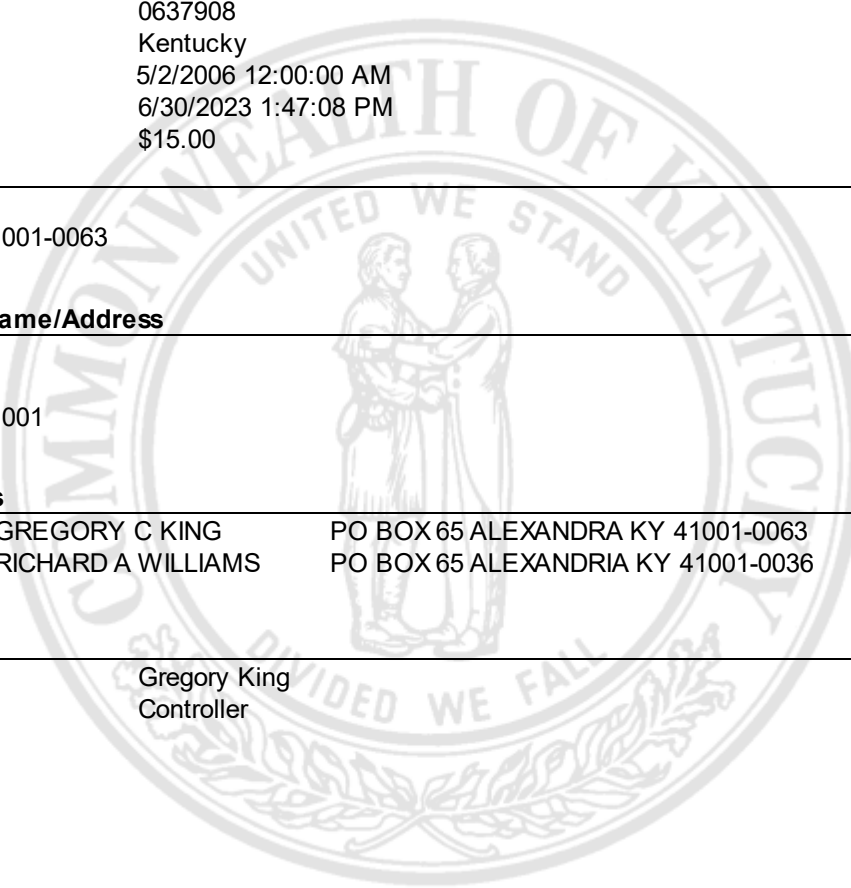 0637908
Kentucky
5/2/2006 12:00:00 AM
6/30/2023 1:47:08 PM
$15.00
001-0063
ame/Address
001
s
GREGORY C KING PO BOX 65 ALEXANDRA KY 41001-0063
RICHARD A WILLIAMS PO BOX 65 ALEXANDRIA KY 41001-0036
Gregory King
Controller
COMMONWEALTH OF KENTUCKY
UNITED WE STAND
DIVIDED WE FALL